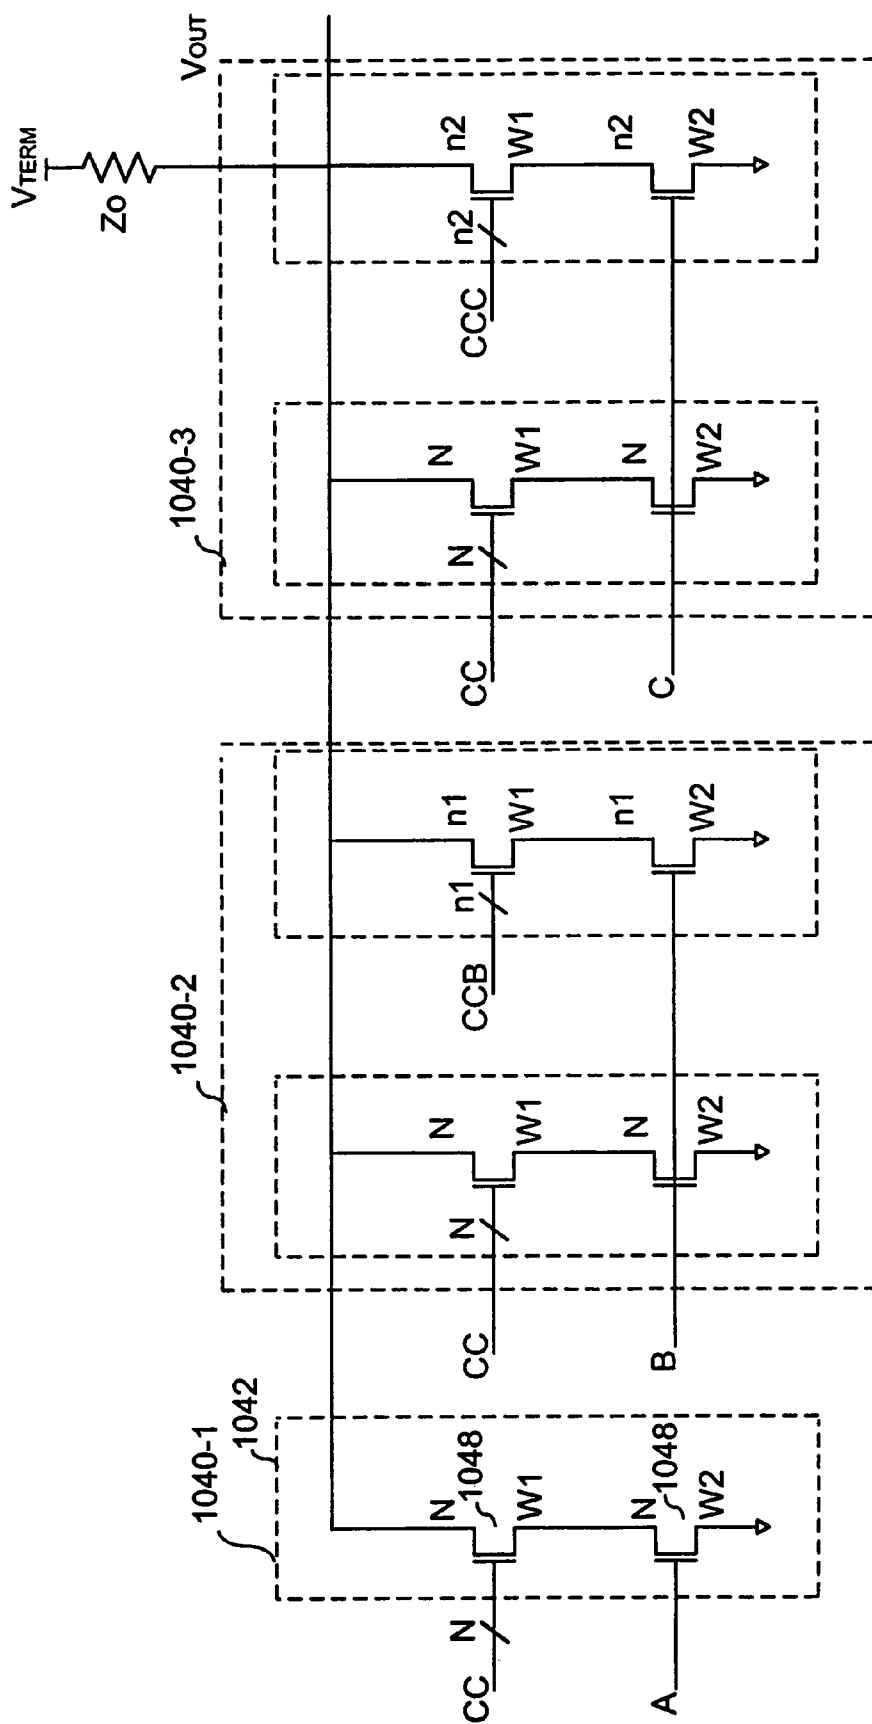 VTERM
Zo
VOUT
1040-1
1042
1040-2
1040-3
N
1048
W1
N
CC
N
1048
W2
A
N
W1
N
CC
N
W2
B
n1
W1
n1
CCB
n1
W2
N
W1
N
CC
N
W2
C
n2
W1
n2
CCC
n2
W2